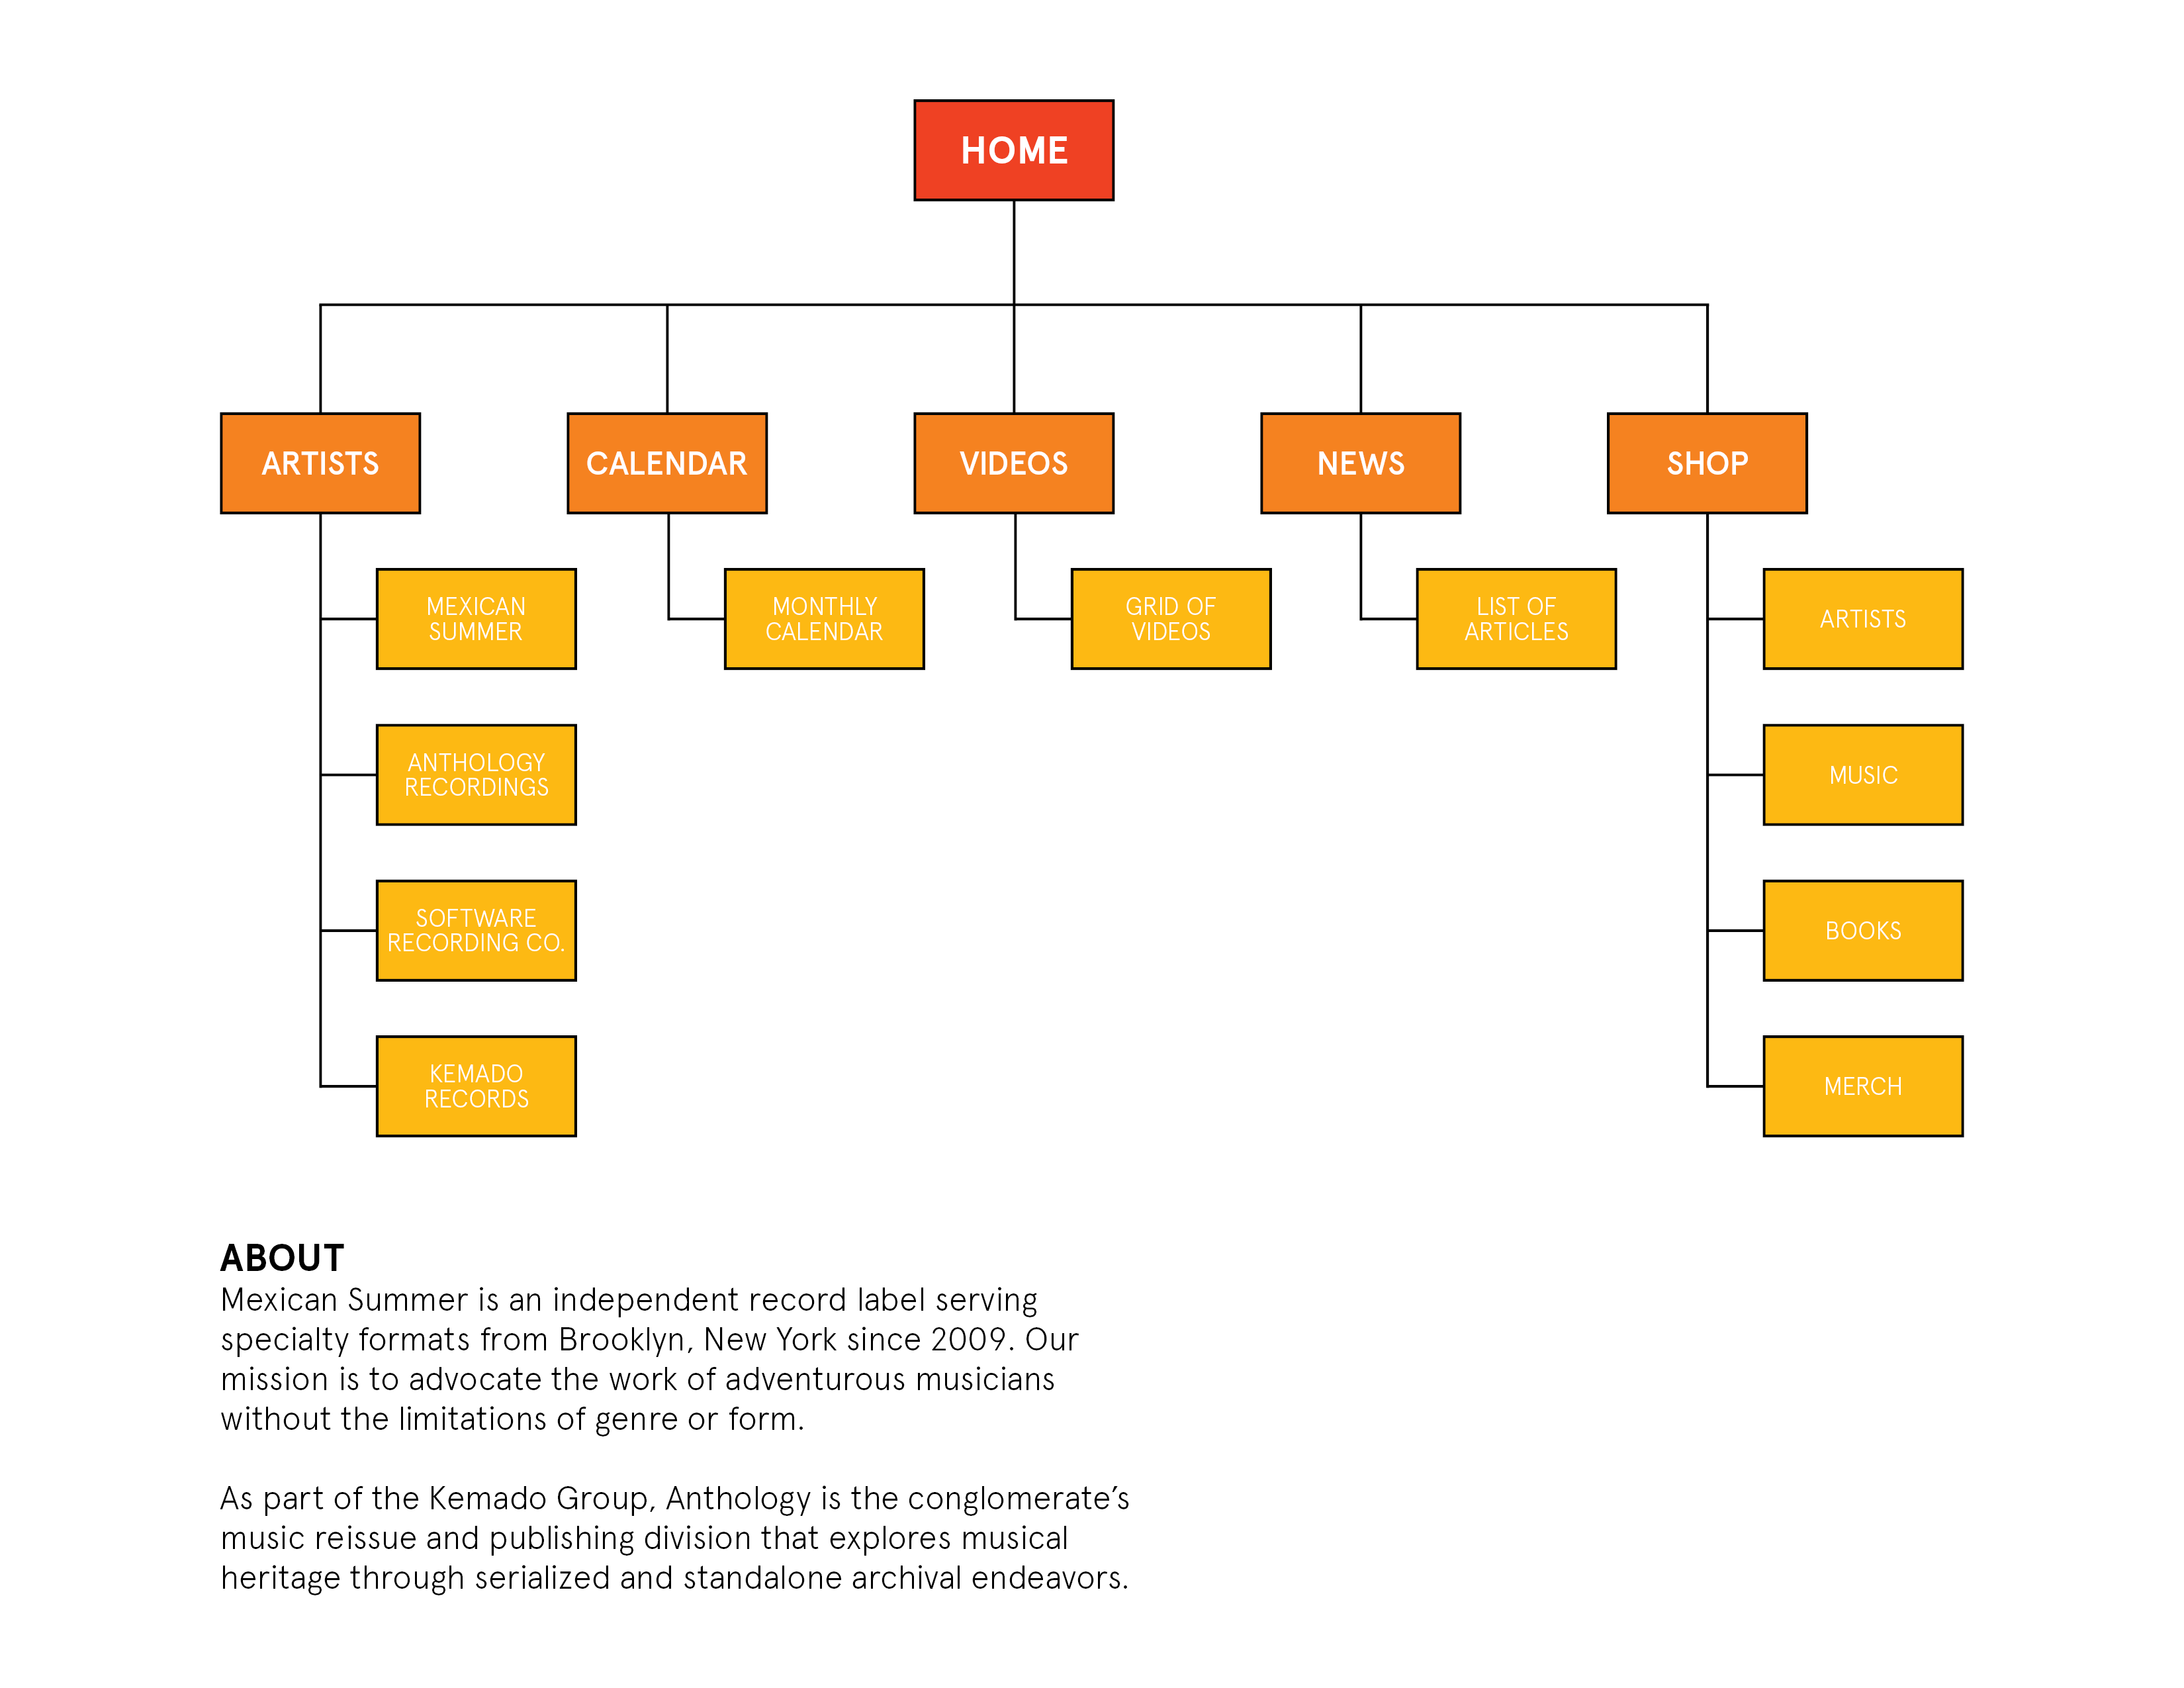 HOME
ARTISTS
CALENDAR
VIDEOS
NEWS
SHOP
MEXICAN
SUMMER
MONTHLY
CALENDAR
GRID OF
VIDEOS
LIST OF
ARTICLES
ARTISTS
ANTHOLOGY
RECORDINGS
MUSIC
SOFTWARE
RECORDING CO.
BOOKS
KEMADO
RECORDS
MERCH
ABOUT
Mexican Summer is an independent record label serving
specialty formats from Brooklyn, New York since 2009. Our
mission is to advocate the work of adventurous musicians
without the limitations of genre or form.
As part of the Kemado Group, Anthology is the conglomerate’s
music reissue and publishing division that explores musical
heritage through serialized and standalone archival endeavors.